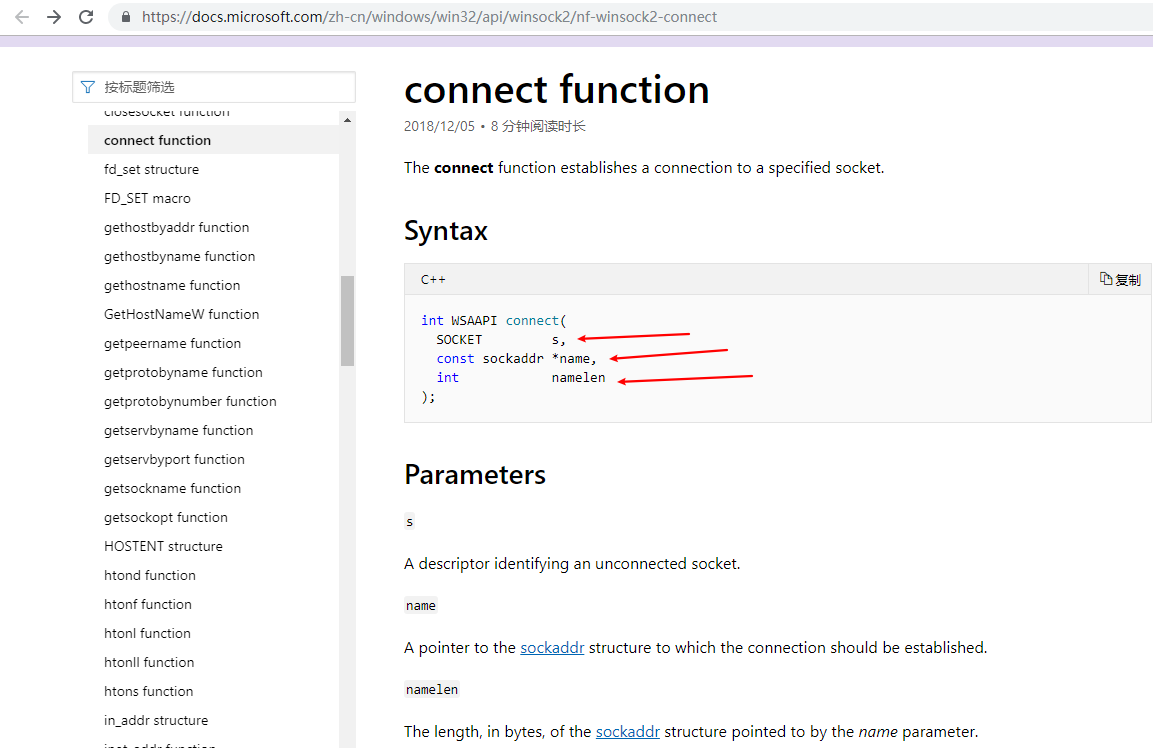 https://docs.microsoft.com/zh-cn/windows/win32/api/winsock2/nf-winsock2-connect
按标题筛选
closesocket function
connect function
fd_set structure
FD_SET macro
gethostbyaddr function
gethostbyname function
gethostname function
GetHostNameW function
getpeername function
getprotobyname function
getprotobynumber function
getservbyname function
getservbyport function
getsockname function
getsockopt function
HOSTENT structure
htond function
htonf function
htonl function
htonll function
htons function
in_addr structure
inet_addr function
connect function
2018/12/05 • 8 分钟阅读时长
The connect function establishes a connection to a specified socket.
Syntax
C++
复制
int WSAAPI connect(
  SOCKET         s,
  const sockaddr *name,
  int            namelen
);
Parameters
s
A descriptor identifying an unconnected socket.
name
A pointer to the sockaddr structure to which the connection should be established.
namelen
The length, in bytes, of the sockaddr structure pointed to by the name parameter.